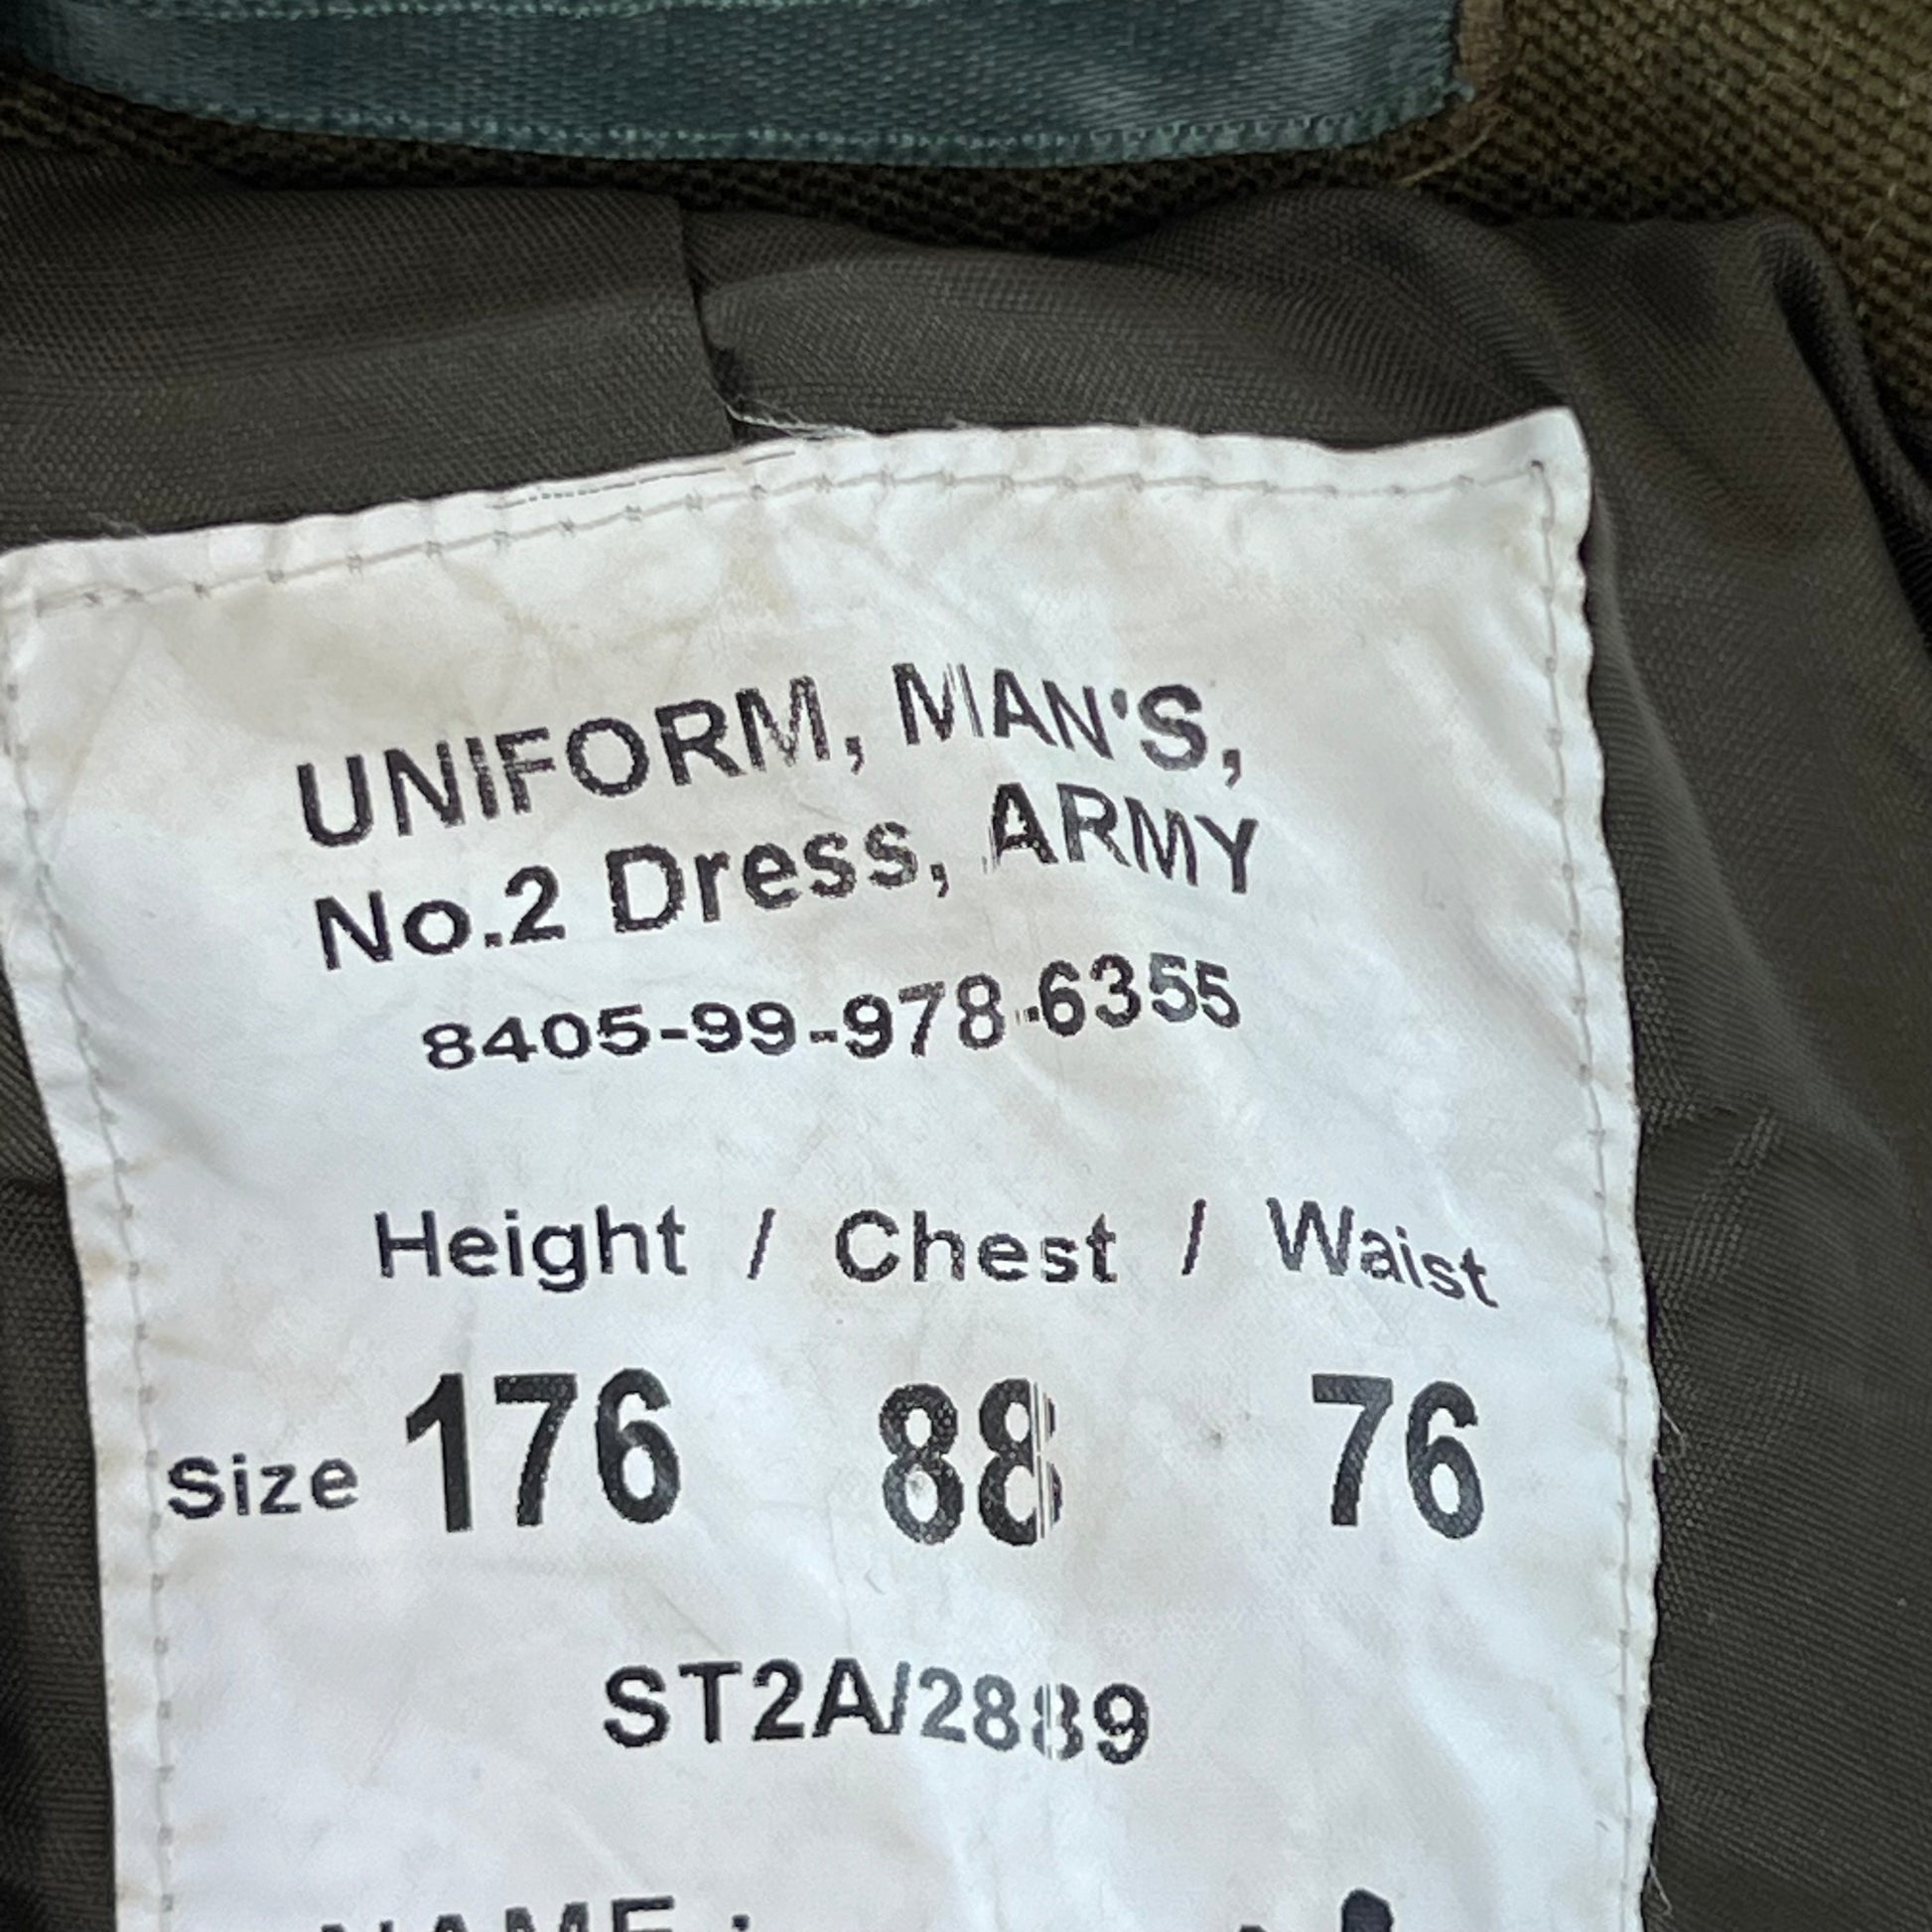 UNIFORM, MAN'S,
No.2 Dress, ARMY
8405-99-978-6355
Height / Chest / Waist
Size 176 88 76
ST2A/2889
NAME :